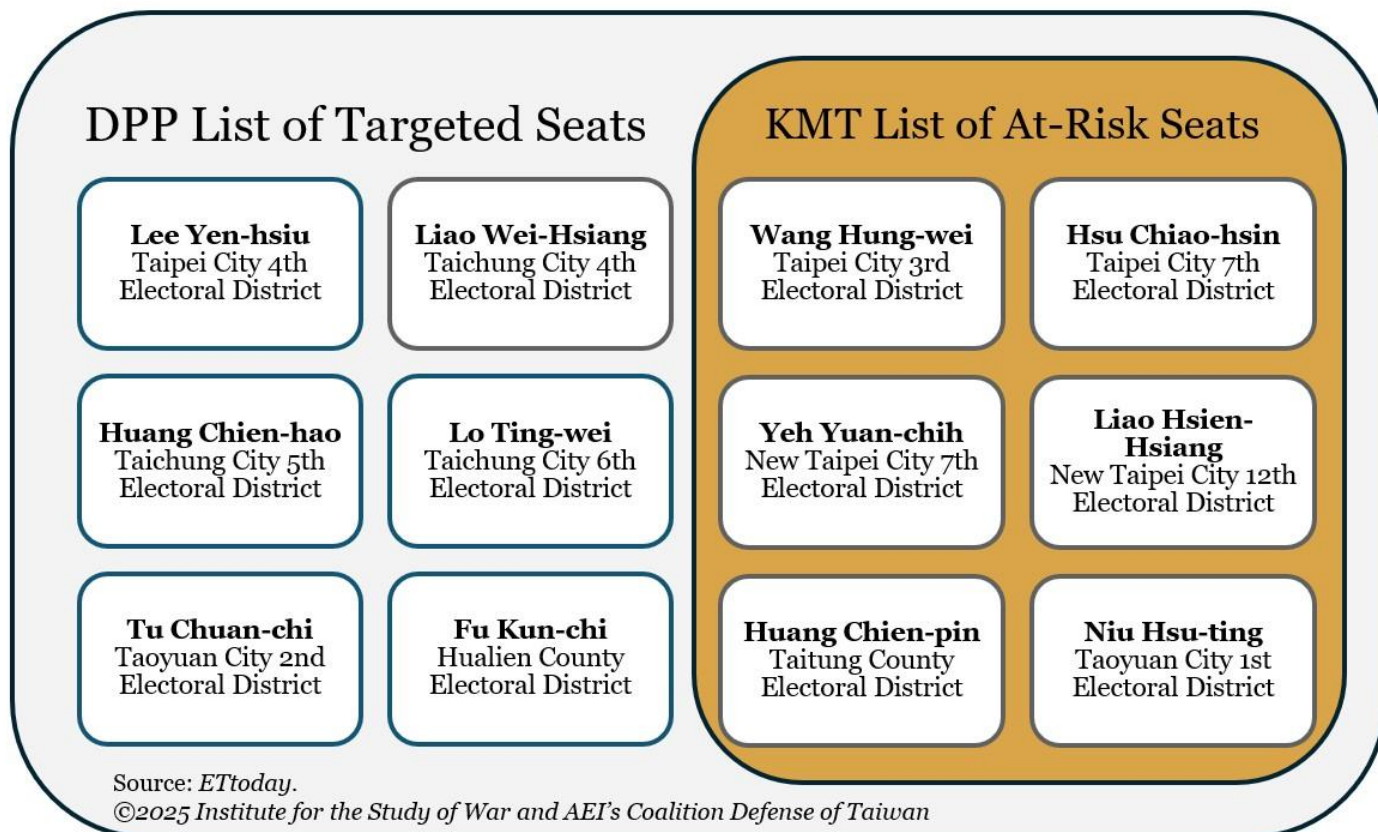 DPP List of Targeted Seats
KMT List of At-Risk Seats
Lee Yen-hsiu
Taipei City 4th
Electoral District
Liao Wei-Hsiang
Taichung City 4th
Electoral District
Wang Hung-wei
Taipei City 3rd
Electoral District
Hsu Chiao-hsin
Taipei City 7th
Electoral District
Huang Chien-hao
Taichung City 5th
Electoral District
Lo Ting-wei
Taichung City 6th
Electoral District
Yeh Yuan-chih
New Taipei City 7th
Electoral District
Liao Hsien-
Hsiang
New Taipei City 12th
Electoral District
Tu Chuan-chi
Taoyuan City 2nd
Electoral District
Fu Kun-chi
Hualien County
Electoral District
Huang Chien-pin
Taitung County
Electoral District
Niu Hsu-ting
Taoyuan City 1st
Electoral District
Source: ETtoday.
©2025 Institute for the Study of War and AEI's Coalition Defense of Taiwan